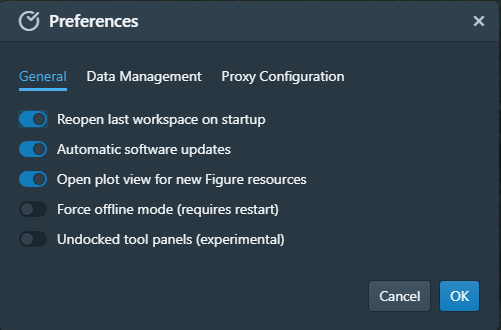 Preferences
General Data Management Proxy Configuration
Reopen last workspace on startup
Automatic software updates
Open plot view for new Figure resources
Force offline mode (requires restart)
Undocked tool panels (experimental)
Cancel OK